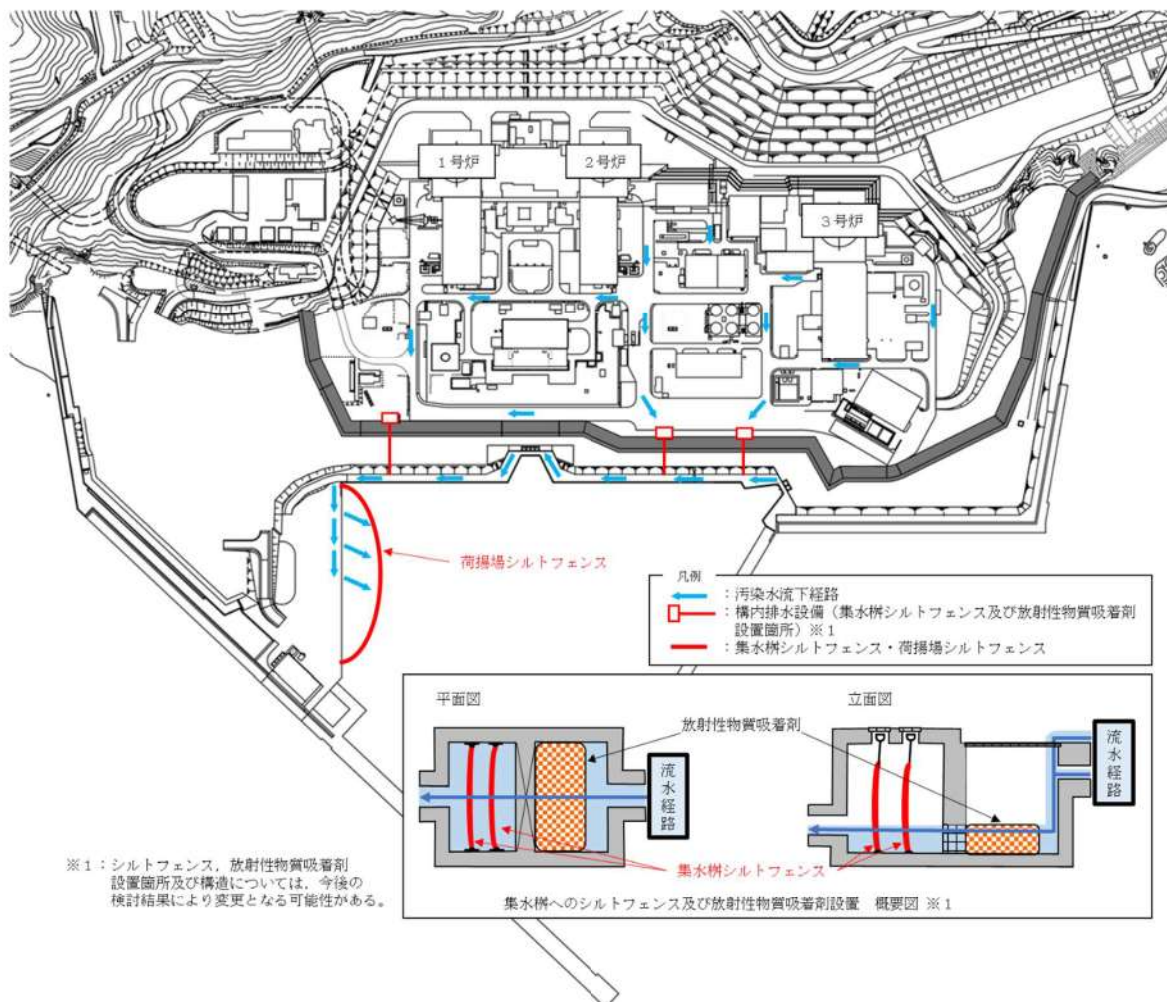 1号炉
2号炉
3号炉
荷揚場シルトフェンス
凡例
：汚染水流下経路
：構内排水設備（集水桝シルトフェンス及び放射性物質吸着剤
設置箇所）※1
：集水桝シルトフェンス・荷揚場シルトフェンス
平面図
立面図
放射性物質吸着剤
流水経路
流水経路
集水桝シルトフェンス
集水桝へのシルトフェンス及び放射性物質吸着剤設置　概要図 ※1
※1：シルトフェンス，放射性物質吸着剤
設置箇所及び構造については，今後の
検討結果により変更となる可能性がある。